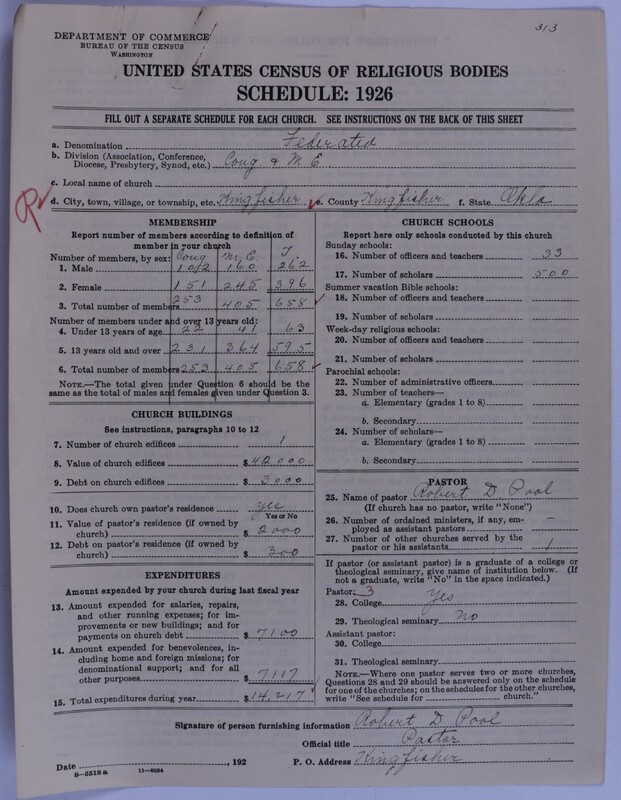 313
DEPARTMENT OF COMMERCE
BUREAU OF THE CENSUS
WASHINGTON
UNITED STATES CENSUS OF RELIGIOUS BODIES
SCHEDULE: 1926
FILL OUT A SEPARATE SCHEDULE FOR EACH CHURCH. SEE INSTRUCTIONS ON THE BACK OF THIS SHEET
a. Denomination Federated
b. Division (Association, Conference, Diocese, Presbytery, Synod, etc.) Cong & M E
c. Local name of church
R
d. City, town, village, or township, etc. Kingfisher e. County Kingfisher f. State Okla
MEMBERSHIP
Report number of members according to definition of
member in your church
Number of members, by sex: Cong M.E. T
1. Male 102 160 262
2. Female 151 245 396
3. Total number of members 253 405 658
Number of members under and over 13 years old:
4. Under 13 years of age 22 41 63
5. 13 years old and over 231 364 595
6. Total number of members 253 405 658
NOTE.—The total given under Question 6 should be the
same as the total of males and females given under Question 3.
CHURCH BUILDINGS
See instructions, paragraphs 10 to 12
7. Number of church edifices 1
8. Value of church edifices $ 42000
9. Debt on church edifices $ 3000
10. Does church own pastor's residence yes
Yes or No
11. Value of pastor's residence (if owned by
church) $ 2000
12. Debt on pastor's residence (if owned by
church) $ 300
EXPENDITURES
Amount expended by your church during last fiscal year
13. Amount expended for salaries, repairs,
and other running expenses; for im-
provements or new buildings; and for
payments on church debt $ 7100
14. Amount expended for benevolences, in-
cluding home and foreign missions; for
denominational support; and for all
other purposes $ 7117
15. Total expenditures during year $ 14,217
CHURCH SCHOOLS
Report here only schools conducted by this church
Sunday schools:
16. Number of officers and teachers 33
17. Number of scholars 500
Summer vacation Bible schools:
18. Number of officers and teachers
19. Number of scholars
Week-day religious schools:
20. Number of officers and teachers
21. Number of scholars
Parochial schools:
22. Number of administrative officers
23. Number of teachers—
a. Elementary (grades 1 to 8)
b. Secondary
24. Number of scholars—
a. Elementary (grades 1 to 8)
b. Secondary
PASTOR
25. Name of pastor Robert D Pool
(If church has no pastor, write "None")
26. Number of ordained ministers, if any, em-
ployed as assistant pastors –
27. Number of other churches served by the
pastor or his assistants 1
If pastor (or assistant pastor) is a graduate of a college or
theological seminary, give name of institution below. (If
not a graduate, write "No" in the space indicated.)
Pastor: 3
28. College Yes
29. Theological seminary No
Assistant pastor:
30. College
31. Theological seminary
NOTE.—Where one pastor serves two or more churches,
Questions 28 and 29 should be answered only on the schedule
for one of the churches; on the schedules for the other churches,
write "See schedule for church."
Signature of person furnishing information Robert D Pool
Official title Pastor
Date , 192 P. O. Address Kingfisher
8—5518a 11—9034